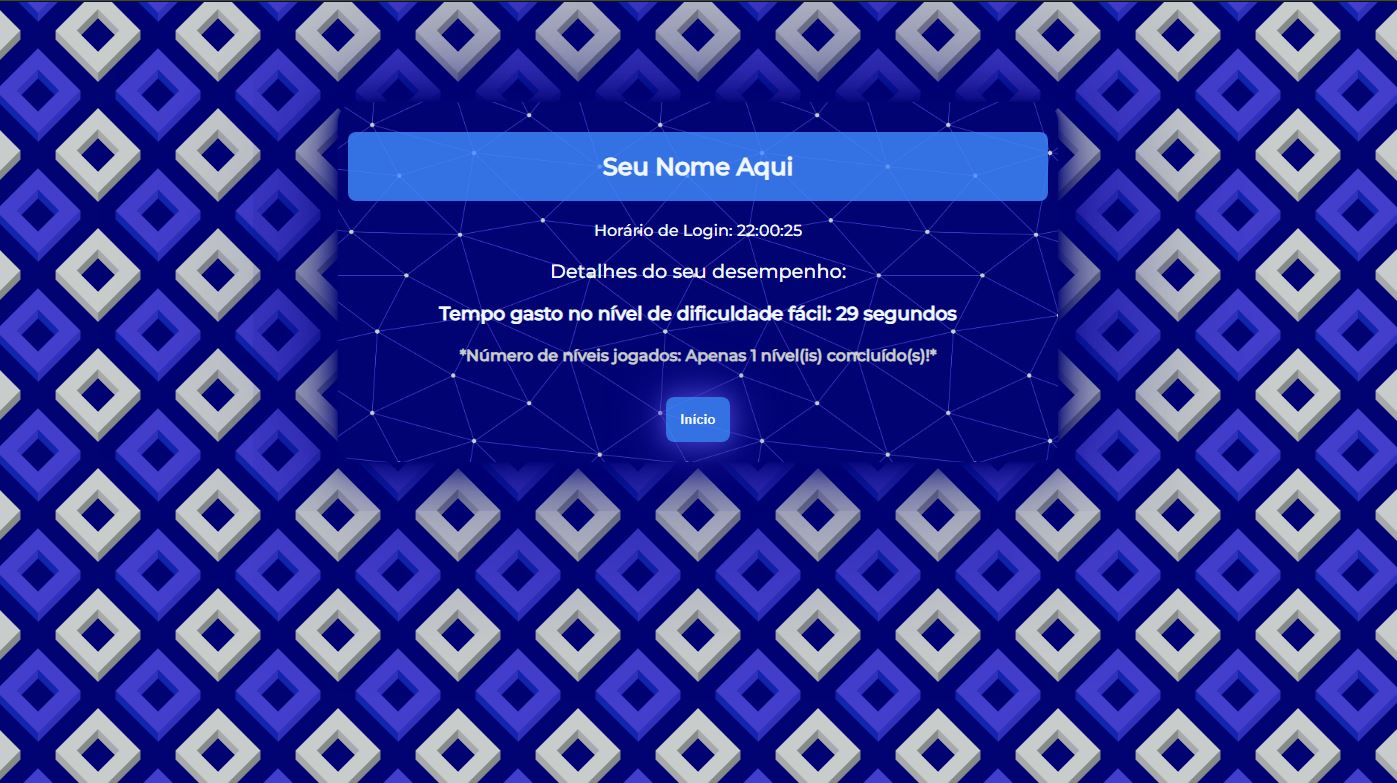 Seu Nome Aqui
Horário de Login: 22:00:25
Detalhes do seu desempenho:
Tempo gasto no nível de dificuldade fácil: 29 segundos
*Número de níveis jogados: Apenas 1 nível(is) concluído(s)!*
Início